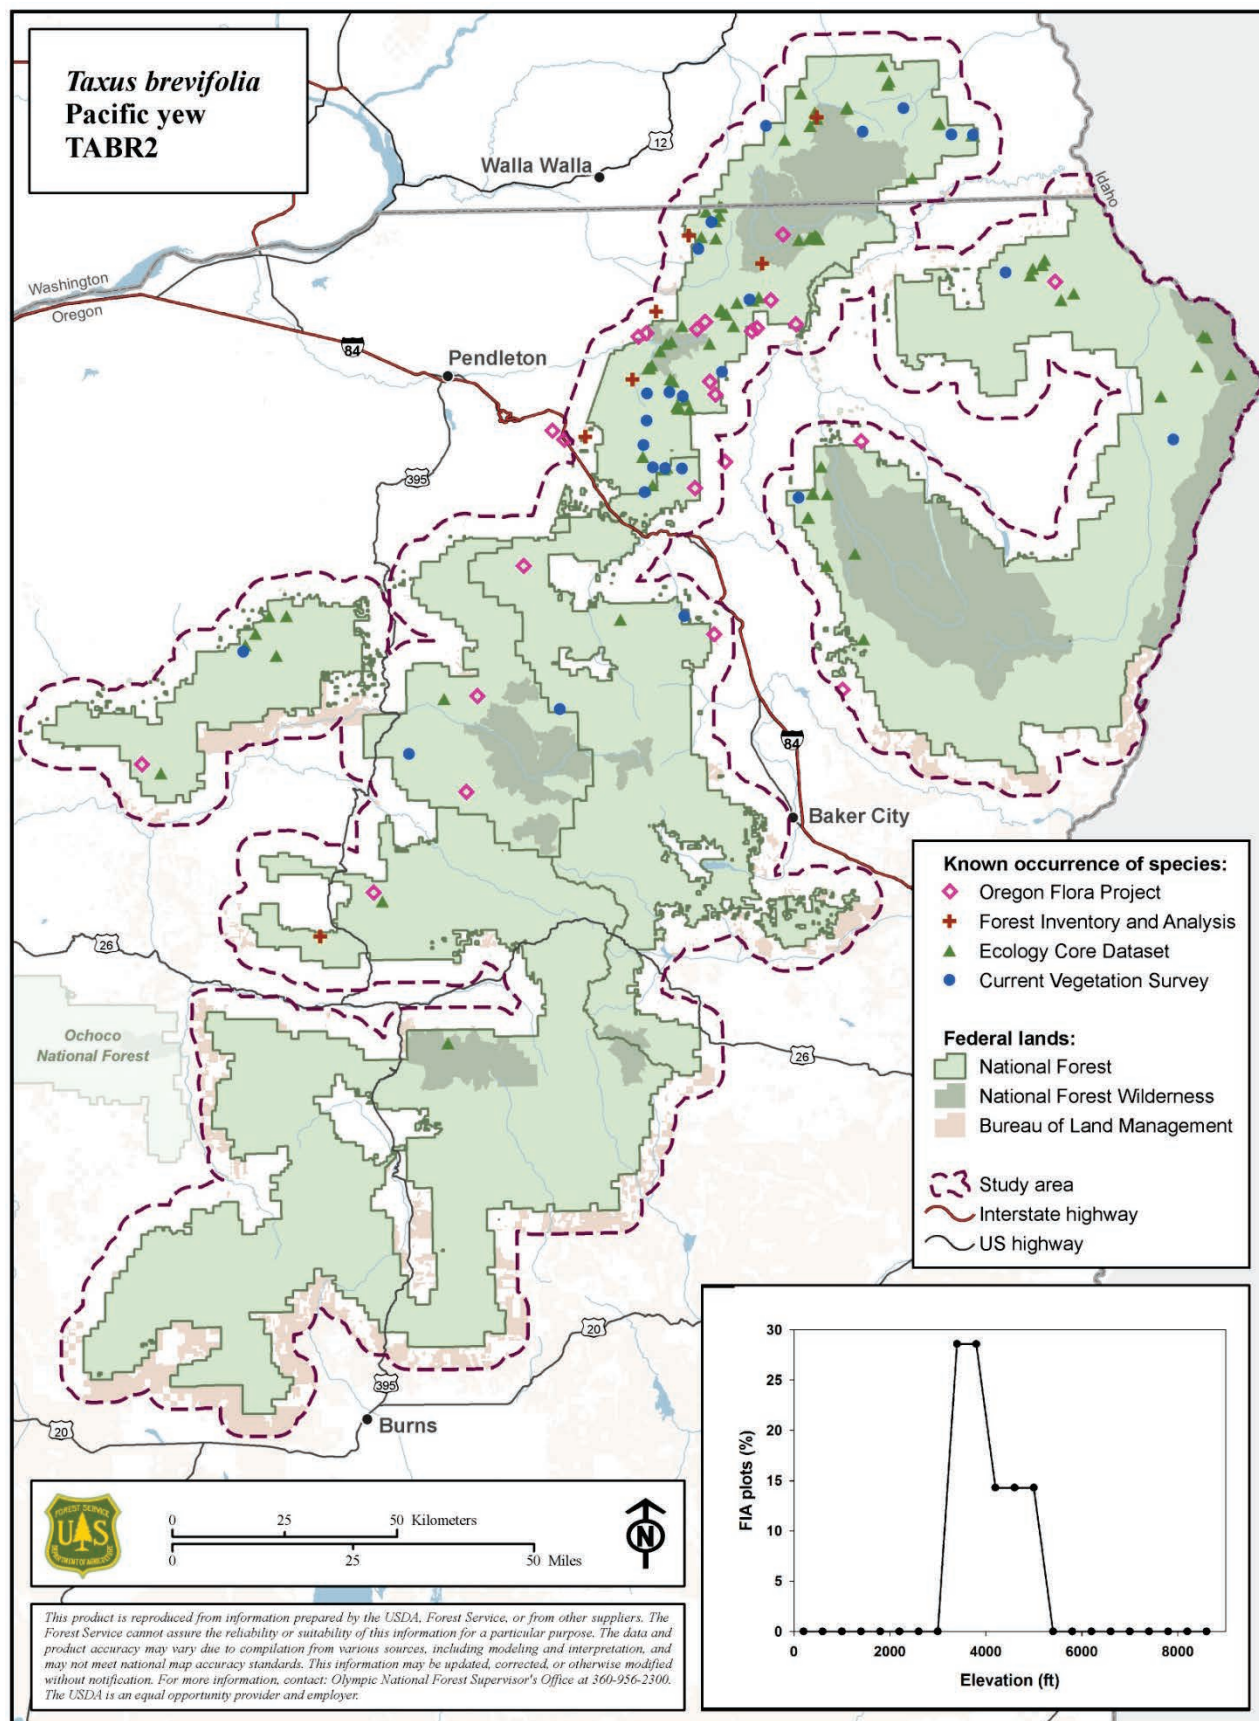 Taxus brevifolia
Pacific yew
TABR2
12
Walla Walla
Idaho
Washington
Oregon
84
Pendleton
395
84
Baker City
26
Ochoco
National Forest
26
20
395
Burns
20
Known occurrence of species:
Oregon Flora Project
Forest Inventory and Analysis
Ecology Core Dataset
Current Vegetation Survey
Federal lands:
National Forest
National Forest Wilderness
Bureau of Land Management
Study area
Interstate highway
US highway
FOREST SERVICE
US
DEPARTMENT OF AGRICULTURE
0 25 50 Kilometers
0 25 50 Miles
N
30
25
20
15
10
5
0
FIA plots (%)
0 2000 4000 6000 8000
Elevation (ft)
This product is reproduced from information prepared by the USDA, Forest Service, or from other suppliers. The
Forest Service cannot assure the reliability or suitability of this information for a particular purpose. The data and
product accuracy may vary due to compilation from various sources, including modeling and interpretation, and
may not meet national map accuracy standards. This information may be updated, corrected, or otherwise modified
without notification. For more information, contact: Olympic National Forest Supervisor's Office at 360-956-2300.
The USDA is an equal opportunity provider and employer.